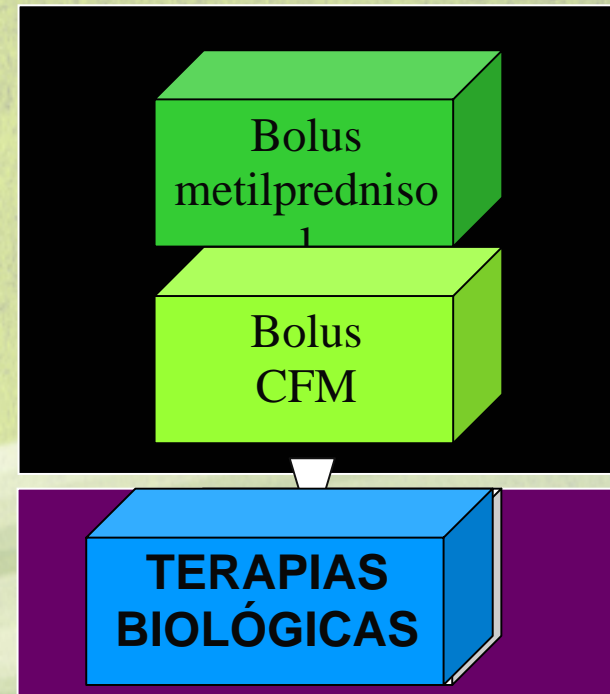 Bolus
metilpredniso
Bolus
CFM
TERAPIAS
BIOLÓGICAS